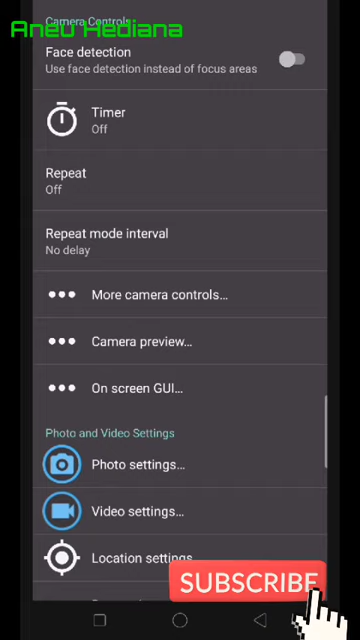 Camera Controls
Aneu Hediana
Face detection
Use face detection instead of focus areas
Timer
Off
Repeat
Off
Repeat mode interval
No delay
More camera controls...
Camera preview...
On screen GUI...
Photo and Video Settings
Photo settings...
Video settings...
Location settings
SUBSCRIBE